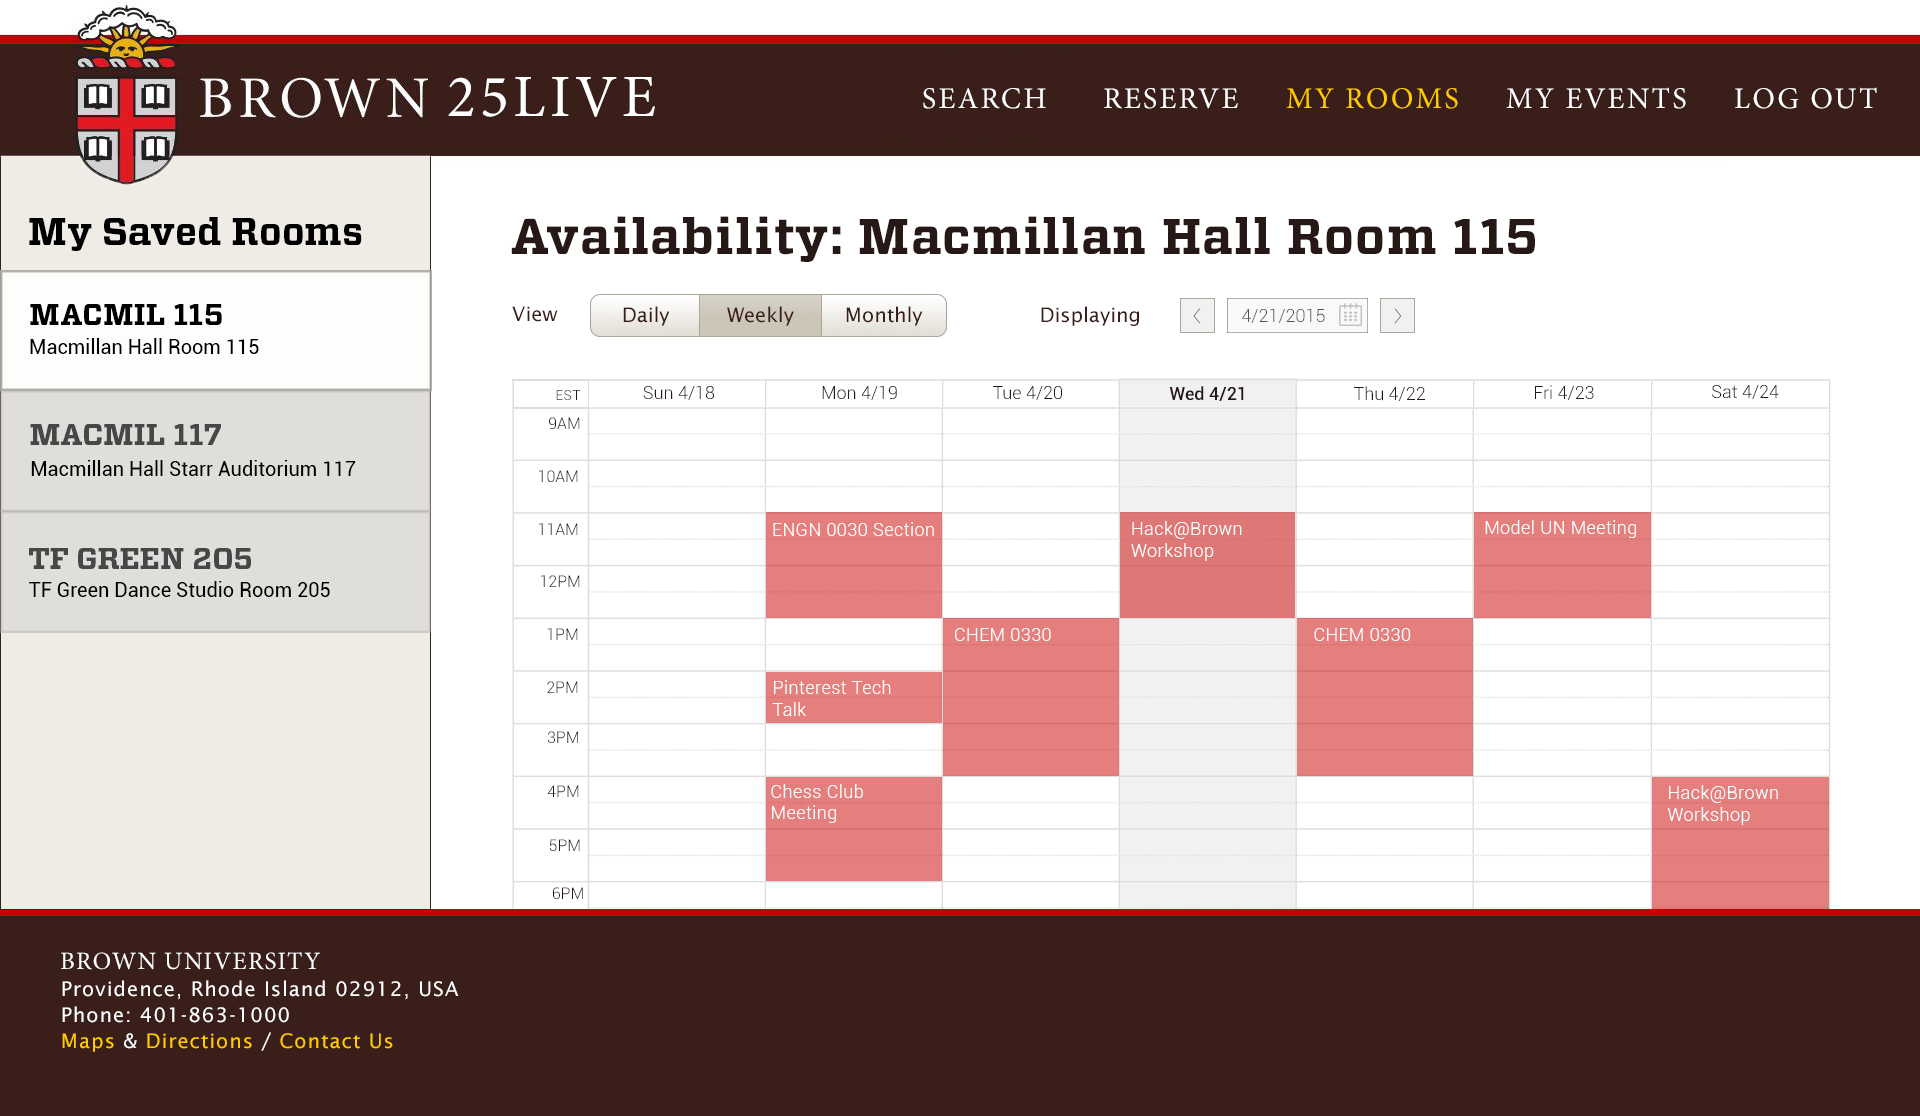 BROWN 25LIVE
SEARCH RESERVE MY ROOMS MY EVENTS LOG OUT
My Saved Rooms
MACMIL 115
Macmillan Hall Room 115
MACMIL 117
Macmillan Hall Starr Auditorium 117
TF GREEN 205
TF Green Dance Studio Room 205
Availability: Macmillan Hall Room 115
View Daily Weekly Monthly Displaying < 4/21/2015 >
EST Sun 4/18 Mon 4/19 Tue 4/20 Wed 4/21 Thu 4/22 Fri 4/23 Sat 4/24
9AM
10AM
11AM ENGN 0030 Section Hack@Brown Model UN Meeting
Workshop
12PM
1PM CHEM 0330 CHEM 0330
2PM Pinterest Tech
Talk
3PM
4PM Chess Club Hack@Brown
Meeting Workshop
5PM
6PM
BROWN UNIVERSITY
Providence, Rhode Island 02912, USA
Phone: 401-863-1000
Maps & Directions / Contact Us